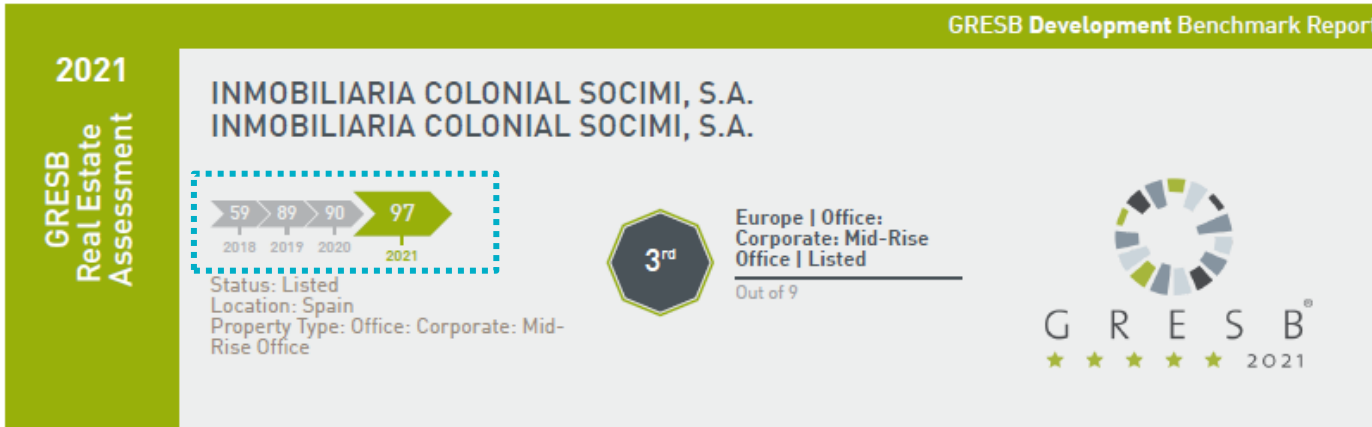 GRESB Development Benchmark Report
2021
GRESB
Real Estate
Assessment
INMOBILIARIA COLONIAL SOCIMI, S.A.
INMOBILIARIA COLONIAL SOCIMI, S.A.
59 89 90 97
2018 2019 2020 2021
Status: Listed
Location: Spain
Property Type: Office: Corporate: Mid-
Rise Office
3rd
Europe | Office:
Corporate: Mid-Rise
Office | Listed
Out of 9
G R E S B ®
2021